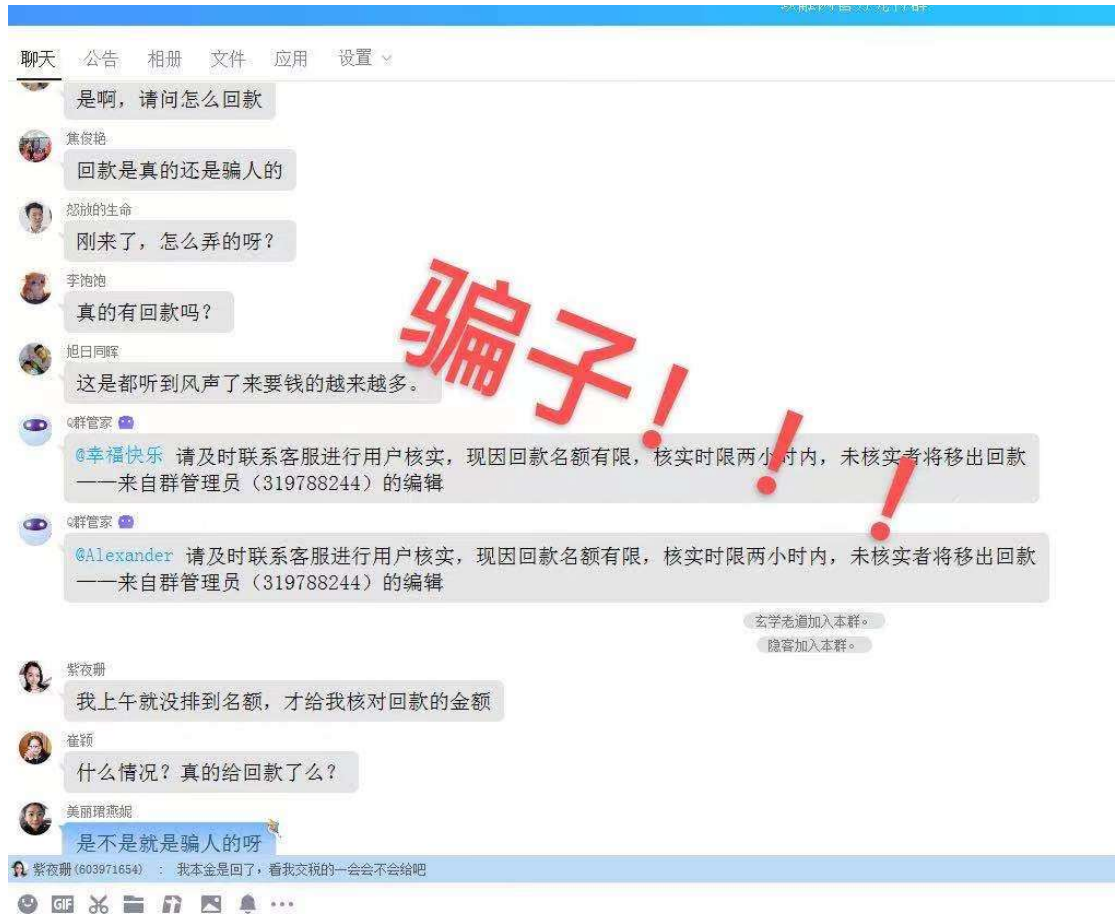 聊天 公告 相册 文件 应用 设置
是啊，请问怎么回款
焦俊艳
回款是真的还是骗人的
怒放的生命
刚来了，怎么弄的呀？
李饱饱
真的有回款吗？
旭日同晖
这是都听到风声了来要钱的越来越多。
骗子！！！
Q群管家
@幸福快乐 请及时联系客服进行用户核实，现因回款名额有限，核实时限两小时内，未核实者将移出回款
——来自群管理员（319788244）的编辑
Q群管家
@Alexander 请及时联系客服进行用户核实，现因回款名额有限，核实时限两小时内，未核实者将移出回款
——来自群管理员（319788244）的编辑
玄学老道加入本群。
隐客加入本群。
紫夜珊
我上午就没排到名额，才给我核对回款的金额
崔颖
什么情况？真的给回款了么？
美丽珺燕妮
是不是就是骗人的呀
紫夜珊(603971654) ： 我本金是回了，看我交税的一会会不会给吧
GIF